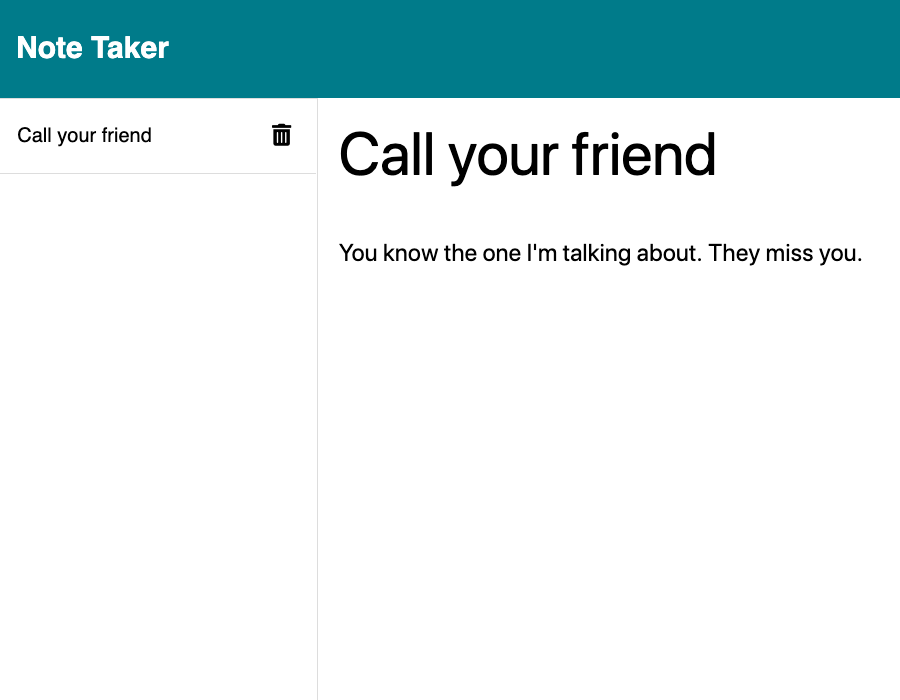 Note Taker
Call your friend
Call your friend
You know the one I'm talking about. They miss you.